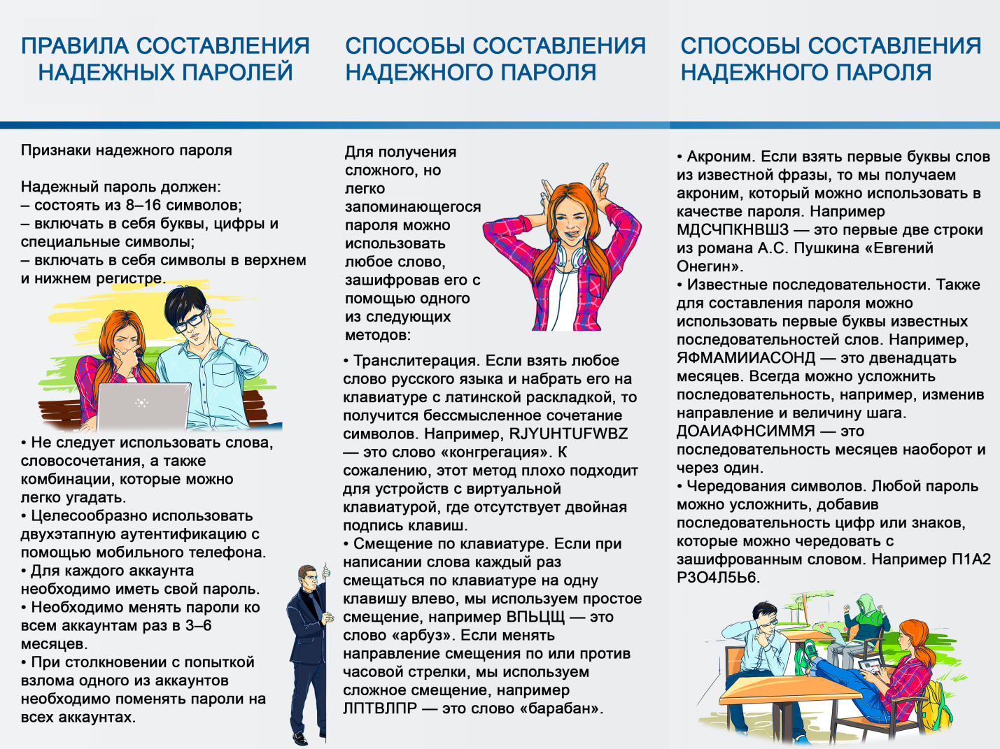 ПРАВИЛА СОСТАВЛЕНИЯ
НАДЕЖНЫХ ПАРОЛЕЙ
Признаки надежного пароля
Надежный пароль должен:
– состоять из 8–16 символов;
– включать в себя буквы, цифры и
специальные символы;
– включать в себя символы в верхнем
и нижнем регистре.
• Не следует использовать слова,
словосочетания, а также
комбинации, которые можно
легко угадать.
• Целесообразно использовать
двухэтапную аутентификацию с
помощью мобильного телефона.
• Для каждого аккаунта
необходимо иметь свой пароль.
• Необходимо менять пароли ко
всем аккаунтам раз в 3–6
месяцев.
• При столкновении с попыткой
взлома одного из аккаунтов
необходимо поменять пароли на
всех аккаунтах.
СПОСОБЫ СОСТАВЛЕНИЯ
НАДЕЖНОГО ПАРОЛЯ
Для получения
сложного, но
легко
запоминающегося
пароля можно
использовать
любое слово,
зашифровав его с
помощью одного
из следующих
методов:
• Транслитерация. Если взять любое
слово русского языка и набрать его на
клавиатуре с латинской раскладкой, то
получится бессмысленное сочетание
символов. Например, RJYUHTUFWBZ
— это слово «конгрегация». К
сожалению, этот метод плохо подходит
для устройств с виртуальной
клавиатурой, где отсутствует двойная
подпись клавиш.
• Смещение по клавиатуре. Если при
написании слова каждый раз
смещаться по клавиатуре на одну
клавишу влево, мы используем простое
смещение, например ВПЬЦЩ — это
слово «арбуз». Если менять
направление смещения по или против
часовой стрелки, мы используем
сложное смещение, например
ЛПТВЛПР — это слово «барабан».
СПОСОБЫ СОСТАВЛЕНИЯ
НАДЕЖНОГО ПАРОЛЯ
• Акроним. Если взять первые буквы слов
из известной фразы, то мы получаем
акроним, который можно использовать в
качестве пароля. Например
МДСЧПКНВШЗ — это первые две строки
из романа А.С. Пушкина «Евгений
Онегин».
• Известные последовательности. Также
для составления пароля можно
использовать первые буквы известных
последовательностей слов. Например,
ЯФМАМИИАСОНД — это двенадцать
месяцев. Всегда можно усложнить
последовательность, например, изменив
направление и величину шага.
ДОАИАФНСИММЯ — это
последовательность месяцев наоборот и
через один.
• Чередования символов. Любой пароль
можно усложнить, добавив
последовательность цифр или знаков,
которые можно чередовать с
зашифрованным словом. Например П1А2
Р3О4Л5Ь6.